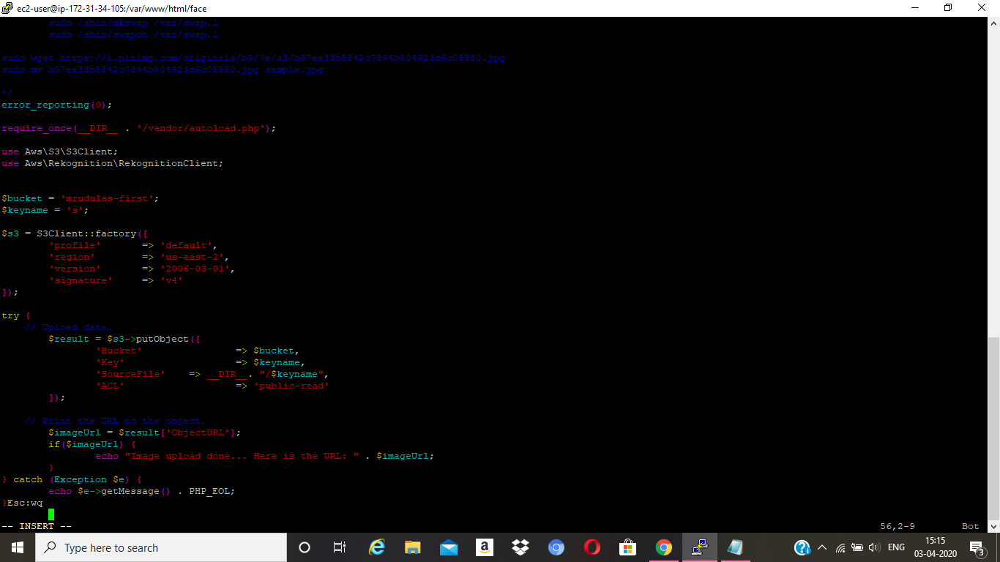 ec2-user@ip-172-31-34-105:/var/www/html/face
sudo /sbin/mkswap /var/swap.1
sudo /sbin/swapon /var/swap.1
sudo wget https://i.pinimg.com/originals/b9/7e/a3/b97ea33b5842c7894b804923c6c05580.jpg
sudo mv b97ea33b5842c7894b804923c6c05580.jpg sample.jpg
*/
error_reporting(0);
require_once(__DIR__ . '/vendor/autoload.php');
use Aws\S3\S3Client;
use Aws\Rekognition\RekognitionClient;
$bucket = 'mrudulas-first';
$keyname = 's';
$s3 = S3Client::factory([
'profile' => 'default',
'region' => 'us-east-2',
'version' => '2006-03-01',
'signature' => 'v4'
]);
try {
// Upload data.
$result = $s3->putObject([
'Bucket' => $bucket,
'Key' => $keyname,
'SourceFile' => __DIR__. "/$keyname",
'ACL' => 'public-read'
]);
// Print the URL to the object.
$imageUrl = $result['ObjectURL'];
if($imageUrl) {
echo "Image upload done... Here is the URL: " . $imageUrl;
}
} catch (Exception $e) {
echo $e->getMessage() . PHP_EOL;
}Esc:wq
-- INSERT -- 56,2-9 Bot
Type here to search
ENG
15:15
03-04-2020
3